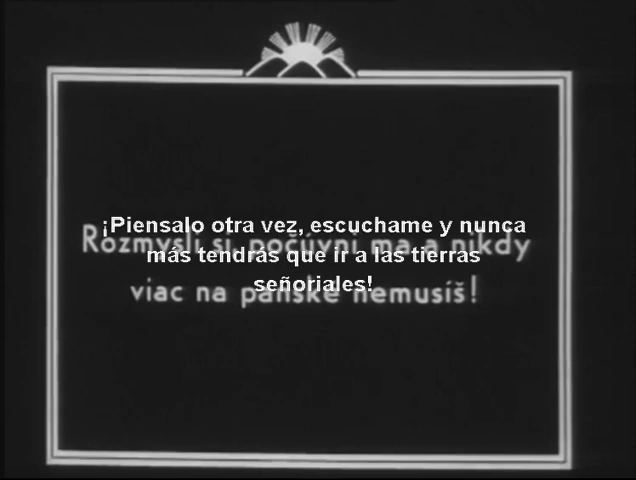 ¡Piensalo otra vez, escuchame y nunca
más tendrás que ir a las tierras
señoriales!
Rozmysli si, počúvni ma a nikdy
viac na panské nemusíš!